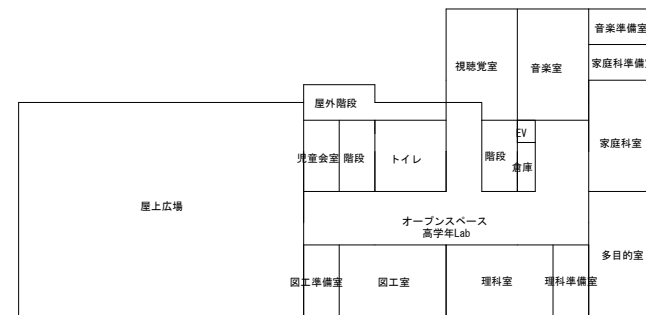 音楽準備室
視聴覚室
音楽室
家庭科準備
屋外階段
EV
家庭科室
児童会室
階段
トイレ
階段
倉庫
屋上広場
オープンスペース
高学年Lab
多目的室
図工準備室
図工室
理科室
理科準備室